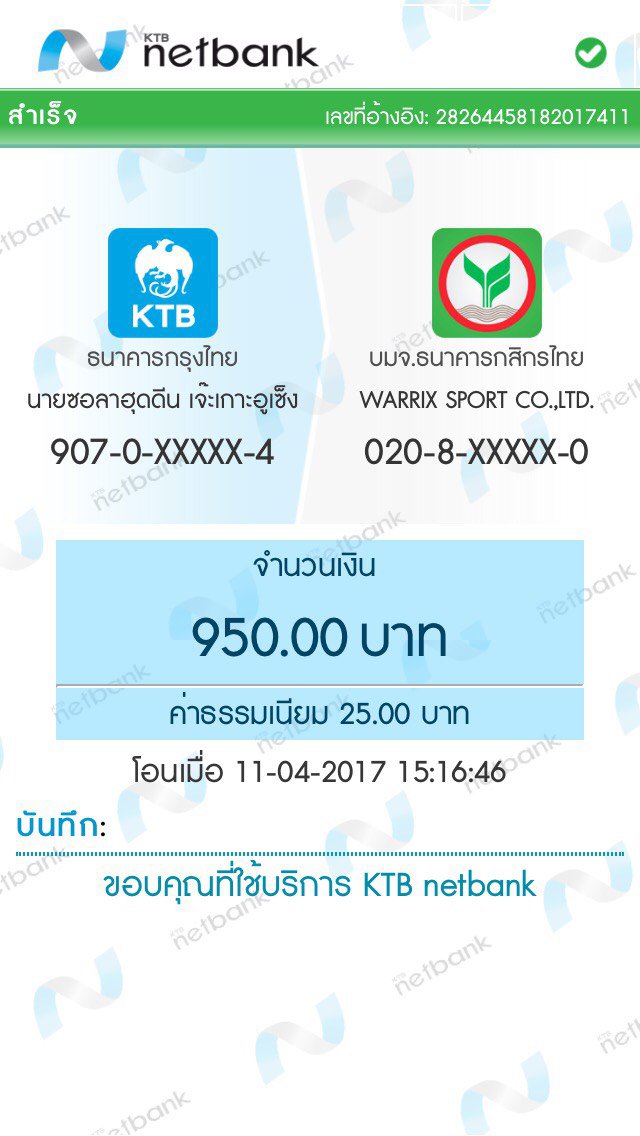 KTB
netbank
สำเร็จ เลขที่อ้างอิง: 28264458182017411
KTB
ธนาคารกรุงไทย บมจ.ธนาคารกสิกรไทย
นายซอลาฮุดดีน เจ๊ะเกาะอูเซ็ง WARRIX SPORT CO.,LTD.
907-0-XXXXX-4 020-8-XXXXX-0
จำนวนเงิน
950.00 บาท
ค่าธรรมเนียม 25.00 บาท
โอนเมื่อ 11-04-2017 15:16:46
บันทึก:
ขอบคุณที่ใช้บริการ KTB netbank